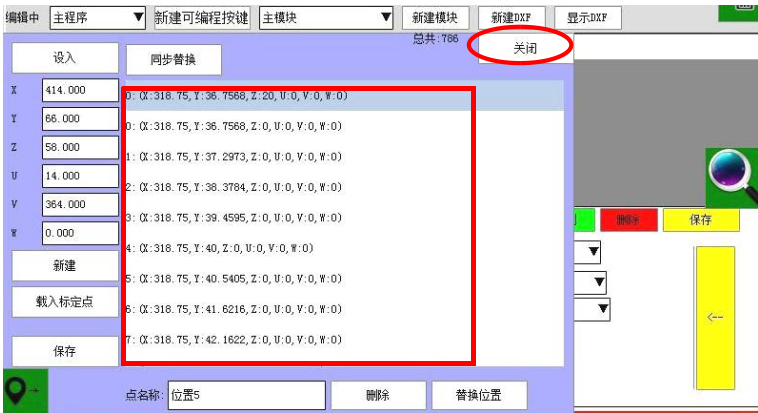 编辑中 主程序 新建可编程按键 主模块 新建模块 新建DXF 显示DXF
总共:786
关闭
设入 同步替换
X 414.000
Y 66.000
Z 58.000
U 14.000
V 364.000
W 0.000
新建
载入标定点
保存
0: (X:318.75,Y:36.7568,Z:20,U:0,V:0,W:0)
0: (X:318.75,Y:36.7568,Z:0,U:0,V:0,W:0)
1: (X:318.75,Y:37.2973,Z:0,U:0,V:0,W:0)
2: (X:318.75,Y:38.3784,Z:0,U:0,V:0,W:0)
3: (X:318.75,Y:39.4595,Z:0,U:0,V:0,W:0)
4: (X:318.75,Y:40,Z:0,U:0,V:0,W:0)
5: (X:318.75,Y:40.5405,Z:0,U:0,V:0,W:0)
6: (X:318.75,Y:41.6216,Z:0,U:0,V:0,W:0)
7: (X:318.75,Y:42.1622,Z:0,U:0,V:0,W:0)
点名称: 位置5 删除 替换位置
删除 保存
<--